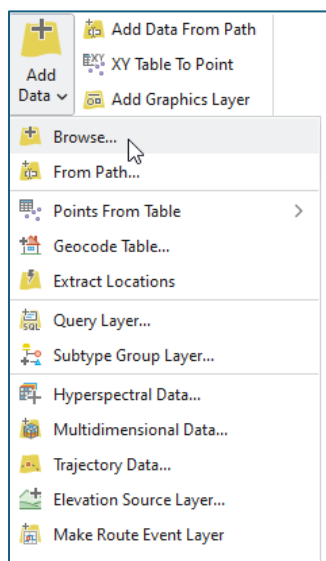 Add Data From Path
XY Table To Point
Add Graphics Layer
Add
Data
Browse...
From Path...
Points From Table
Geocode Table...
Extract Locations
SQL
Query Layer...
Subtype Group Layer...
Hyperspectral Data...
Multidimensional Data...
Trajectory Data...
Elevation Source Layer...
Make Route Event Layer